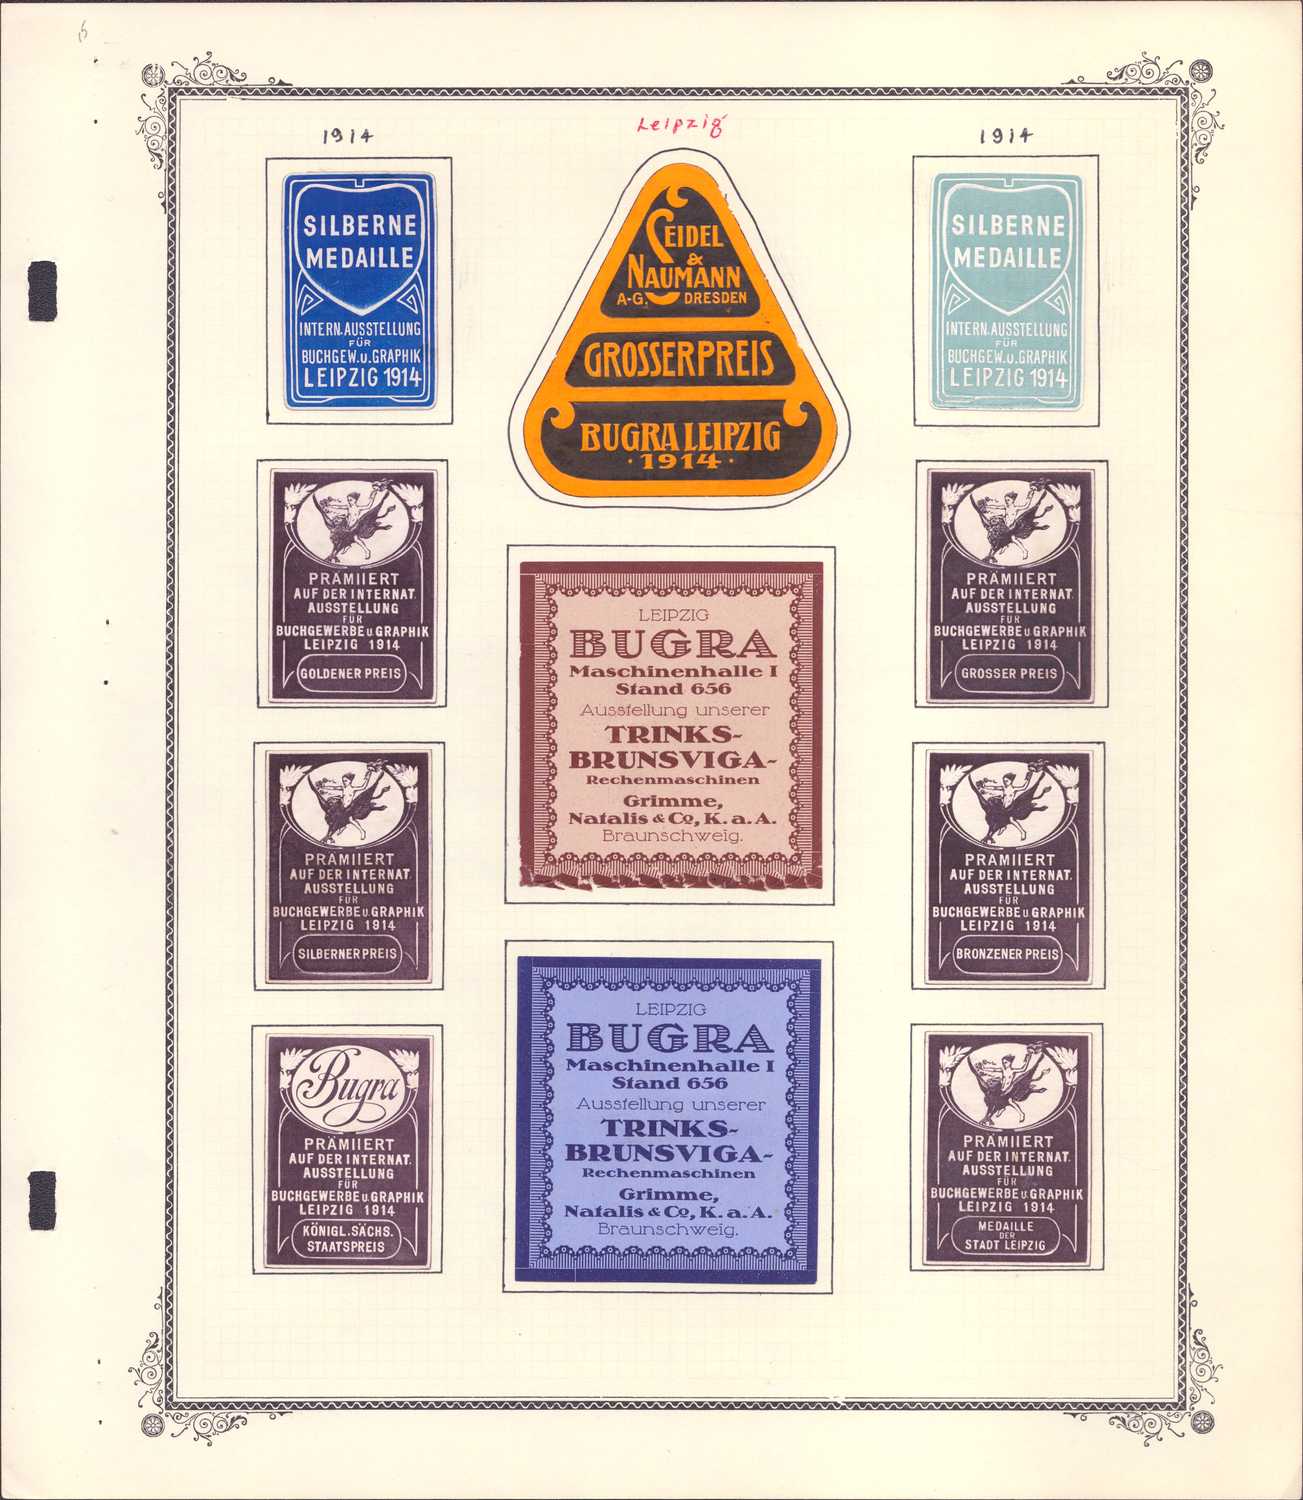 1914
Leipzig
1914
SILBERNE
MEDAILLE
INTERN. AUSSTELLUNG
FÜR
BUCHGEW. u. GRAPHIK
LEIPZIG 1914
SEIDEL
&
NAUMANN
A-G. DRESDEN
GROSSERPREIS
BUGRA LEIPZIG
· 1914 ·
SILBERNE
MEDAILLE
INTERN. AUSSTELLUNG
FÜR
BUCHGEW. u. GRAPHIK
LEIPZIG 1914
PRÄMIIERT
AUF DER INTERNAT.
AUSSTELLUNG
FÜR
BUCHGEWERBE u. GRAPHIK
LEIPZIG 1914
GOLDENER PREIS
PRÄMIIERT
AUF DER INTERNAT.
AUSSTELLUNG
FÜR
BUCHGEWERBE u. GRAPHIK
LEIPZIG 1914
GROSSER PREIS
LEIPZIG
BUGRA
Maschinenhalle I
Stand 656
Ausstellung unserer
TRINKS-
BRUNSVIGA-
Rechenmaschinen
Grimme,
Natalis & Co, K. a. A.
Braunschweig.
PRÄMIIERT
AUF DER INTERNAT.
AUSSTELLUNG
FÜR
BUCHGEWERBE u. GRAPHIK
LEIPZIG 1914
SILBERNER PREIS
PRÄMIIERT
AUF DER INTERNAT.
AUSSTELLUNG
FÜR
BUCHGEWERBE u. GRAPHIK
LEIPZIG 1914
BRONZENER PREIS
LEIPZIG
BUGRA
Maschinenhalle I
Stand 656
Ausstellung unserer
TRINKS-
BRUNSVIGA-
Rechenmaschinen
Grimme,
Natalis & Co, K. a. A.
Braunschweig.
Bugra
PRÄMIIERT
AUF DER INTERNAT.
AUSSTELLUNG
FÜR
BUCHGEWERBE u. GRAPHIK
LEIPZIG 1914
KÖNIGL. SÄCHS.
STAATSPREIS
PRÄMIIERT
AUF DER INTERNAT.
AUSSTELLUNG
FÜR
BUCHGEWERBE u. GRAPHIK
LEIPZIG 1914
MEDAILLE
DER
STADT LEIPZIG